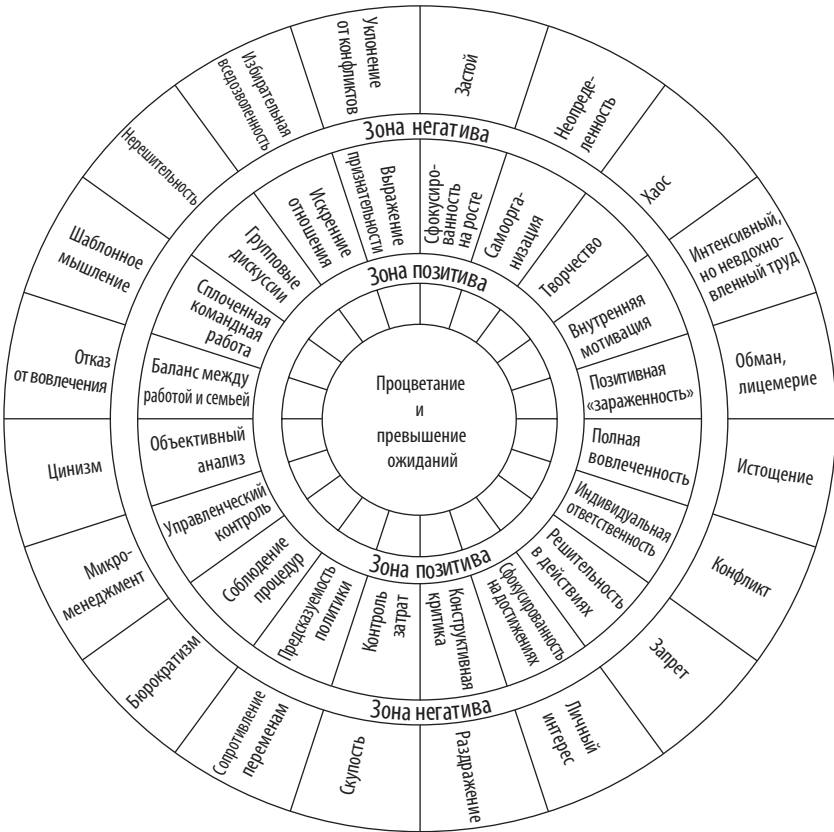 Застой
Неопреде-
ленность
Хаос
Интенсивный,
но невдохно-
вленный труд
Обман,
лицемерие
Истощение
Конфликт
Запрет
Личный
интерес
Раздражение
Скупость
Сопротивление
переменам
Бюрократизм
Микро-
менеджмент
Цинизм
Отказ
от вовлечения
Шаблонное
мышление
Нерешительность
Избирательная
вседозволенность
Уклонение
от конфликтов
Зона негатива
Сфокусиро-
ванность
на росте
Самоорга-
низация
Творчество
Внутренняя
мотивация
Позитивная
«зараженность»
Полная
вовлеченность
Индивидуальная
ответственность
Решительность
в действиях
Сфокусированность
на достижениях
Конструктивная
критика
Контроль
затрат
Предсказуемость
политики
Соблюдение
процедур
Управленческий
контроль
Объективный
анализ
Баланс между
работой и семьей
Сплоченная
командная
работа
Групповые
дискуссии
Искренние
отношения
Выражение
признательности
Зона позитива
Процветание
и
превышение
ожиданий
Зона позитива
Зона негатива